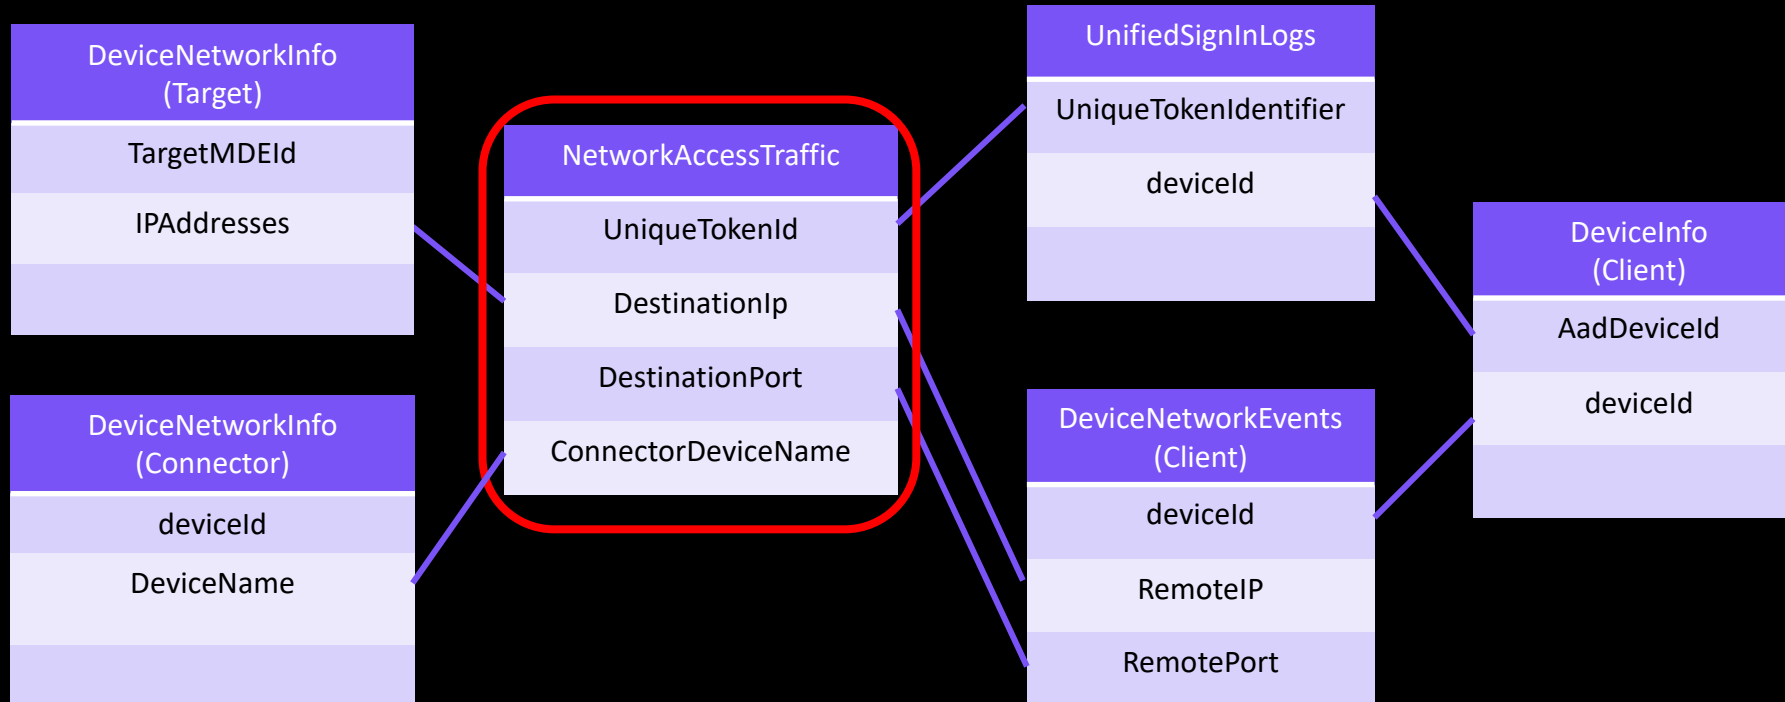 DeviceNetworkInfo
(Target)
TargetMDEId
IPAddresses
DeviceNetworkInfo
(Connector)
deviceId
DeviceName
NetworkAccessTraffic
UniqueTokenId
DestinationIp
DestinationPort
ConnectorDeviceName
UnifiedSignInLogs
UniqueTokenIdentifier
deviceId
DeviceNetworkEvents
(Client)
deviceId
RemoteIP
RemotePort
DeviceInfo
(Client)
AadDeviceId
deviceId